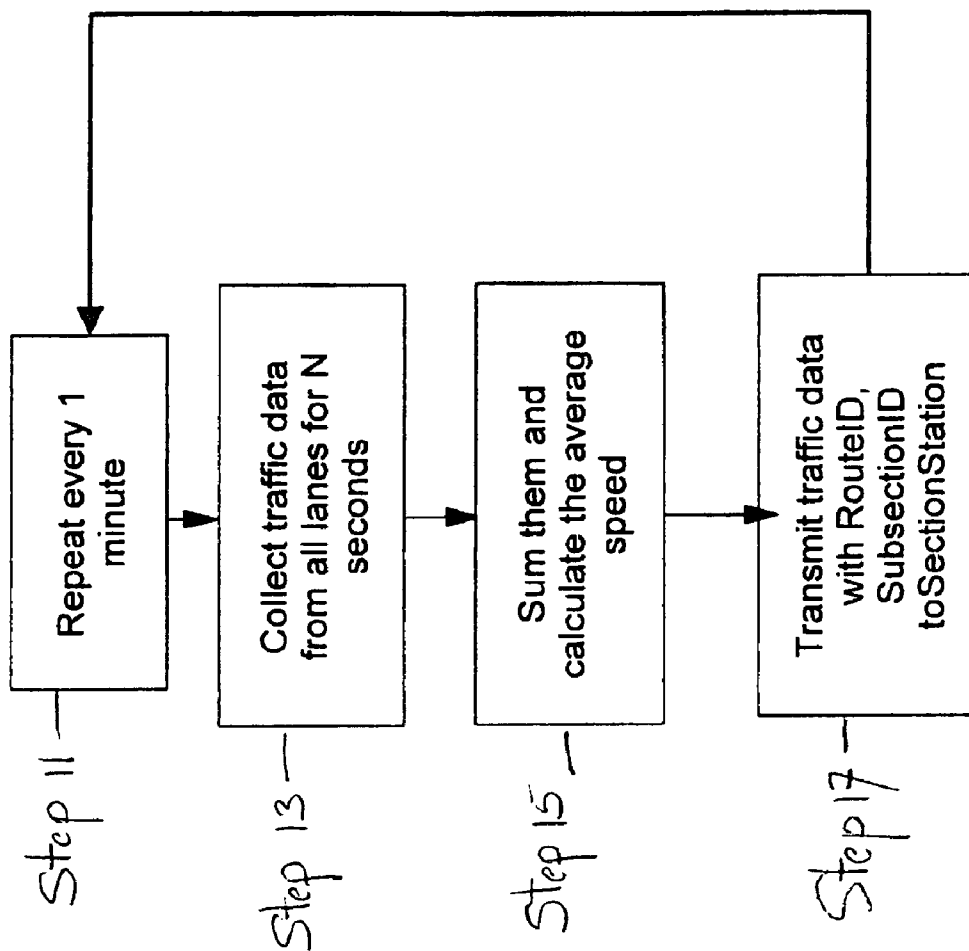 Step 11
Repeat every 1
minute
Step 13
Collect traffic data
from all lanes for N
seconds
Step 15
Sum them and
calculate the average
speed
Step 17
Transmit traffic data
with RouteID,
SubsectionID
toSectionStation